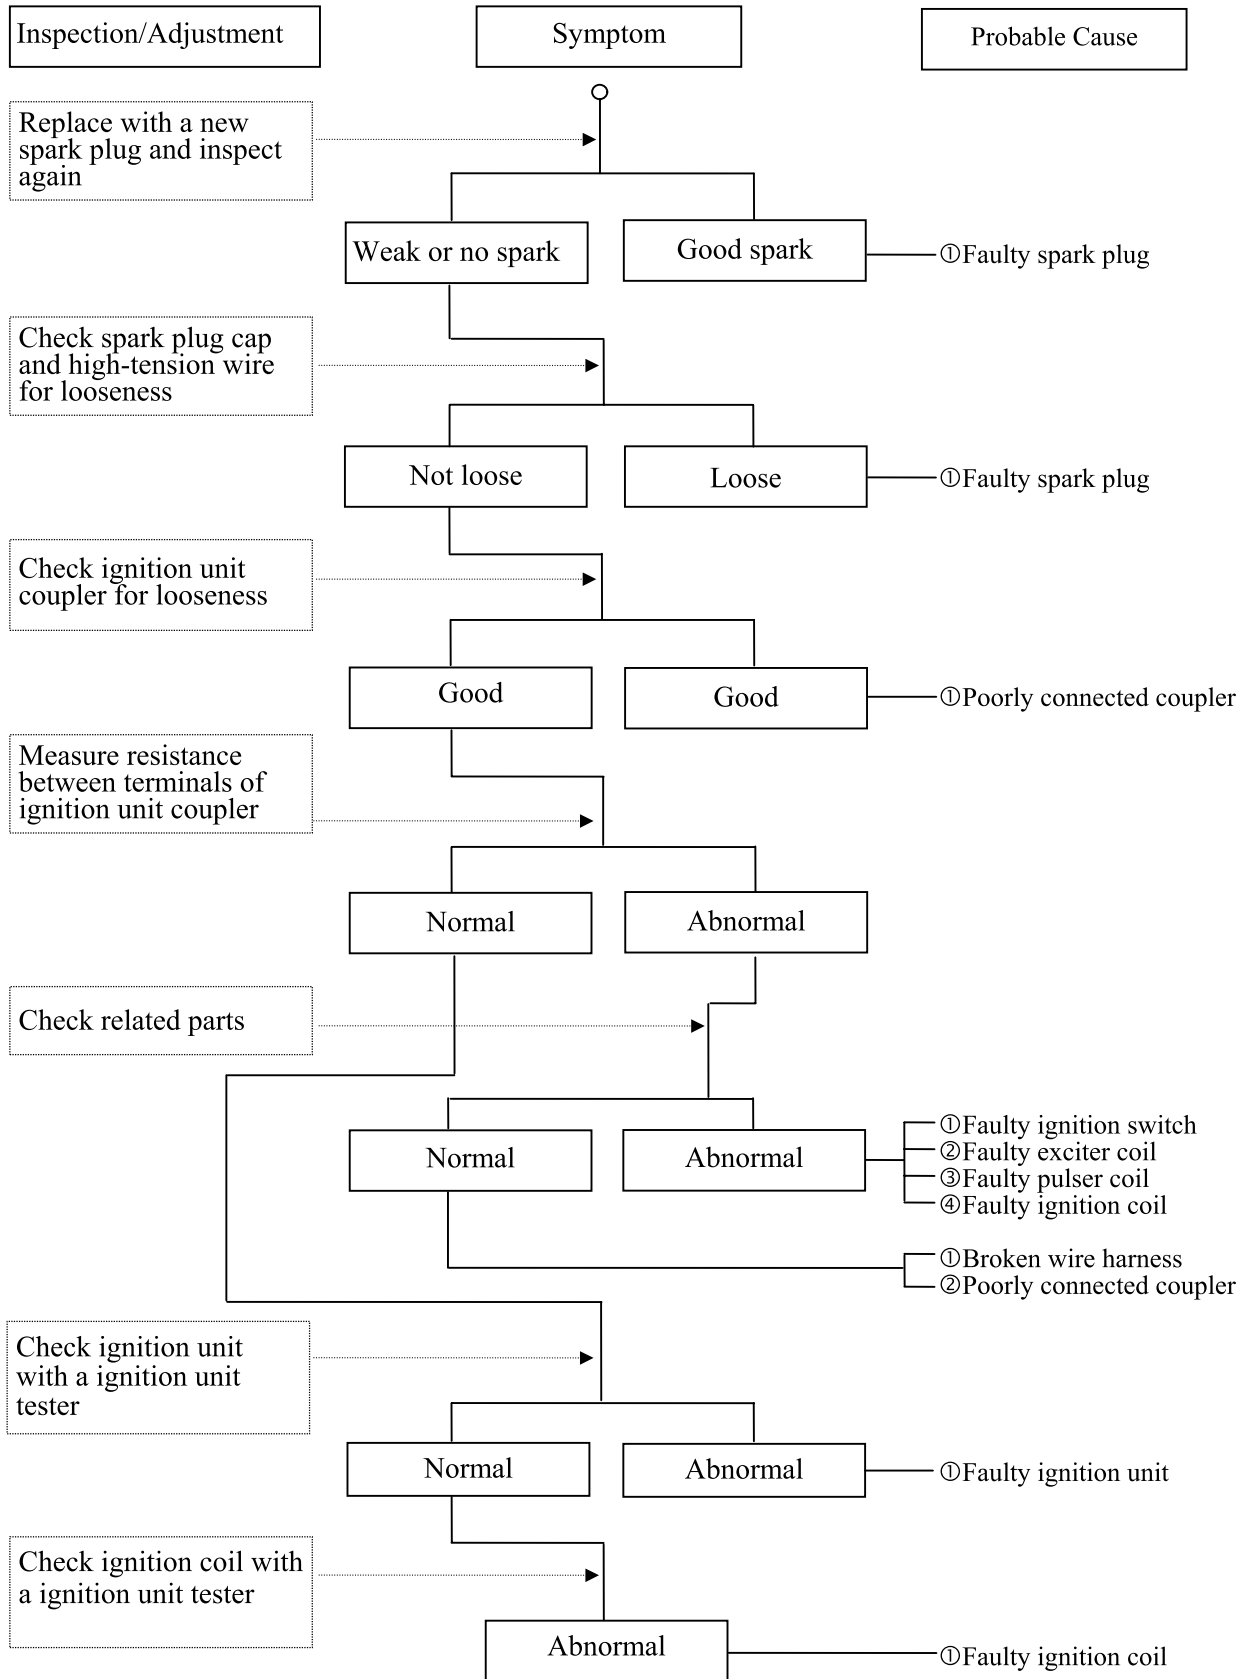 Inspection/Adjustment
Symptom
Probable Cause
Replace with a new
spark plug and inspect
again
Weak or no spark
Good spark
①Faulty spark plug
Check spark plug cap
and high-tension wire
for looseness
Not loose
Loose
①Faulty spark plug
Check ignition unit
coupler for looseness
Good
Good
①Poorly connected coupler
Measure resistance
between terminals of
ignition unit coupler
Normal
Abnormal
Check related parts
Normal
Abnormal
①Faulty ignition switch
②Faulty exciter coil
③Faulty pulser coil
④Faulty ignition coil
①Broken wire harness
②Poorly connected coupler
Check ignition unit
with a ignition unit
tester
Normal
Abnormal
①Faulty ignition unit
Check ignition coil with
a ignition unit tester
Abnormal
①Faulty ignition coil